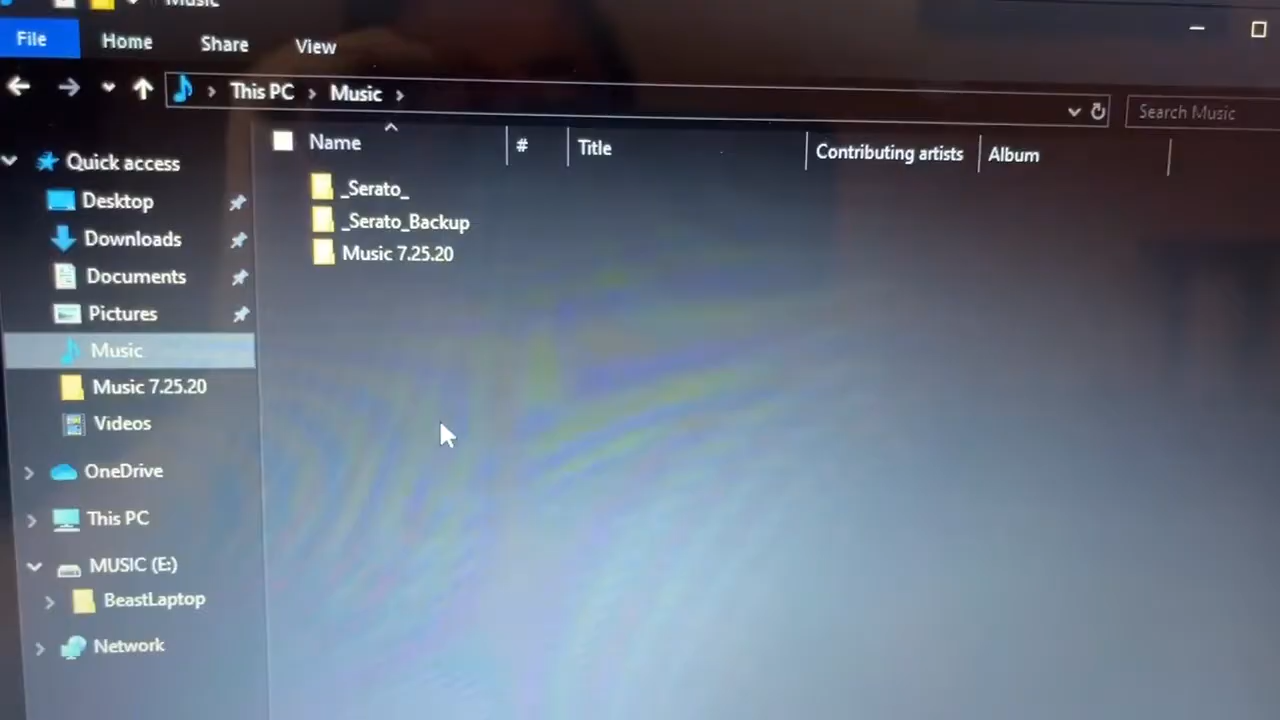 Music
File Home Share View
This PC > Music >
Search Music
Name # Title Contributing artists Album
Quick access
Desktop
Downloads
Documents
Pictures
Music
Music 7.25.20
Videos
OneDrive
This PC
MUSIC (E:)
BeastLaptop
Network
_Serato_
_Serato_Backup
Music 7.25.20